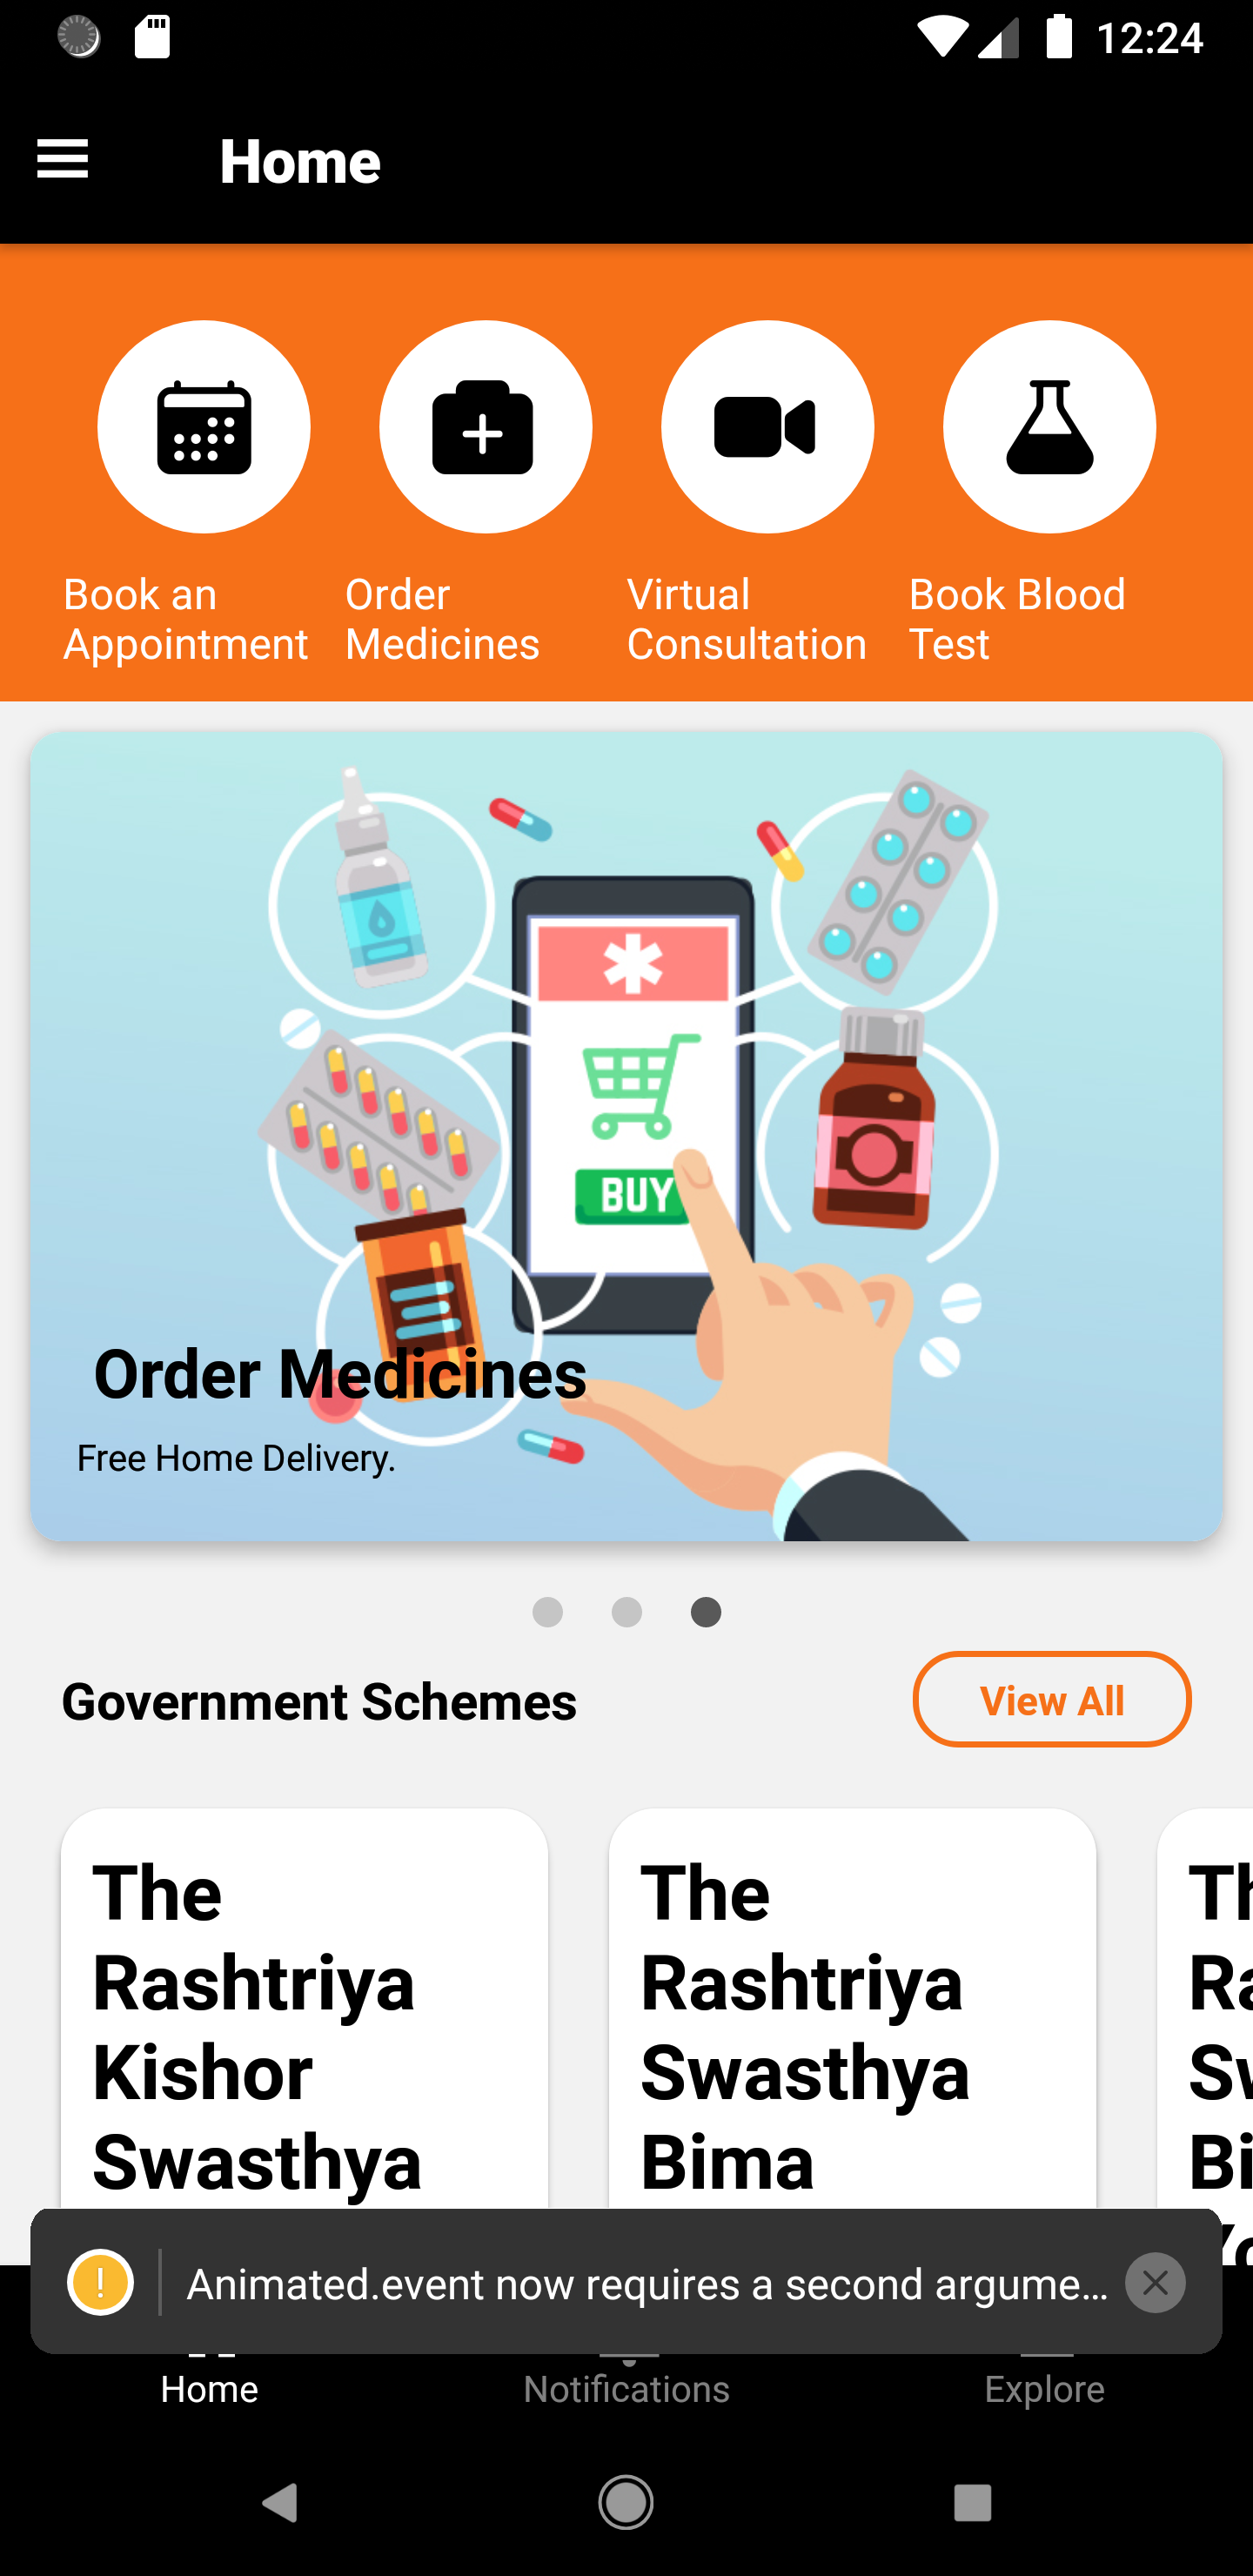 12:24
Home
Book an
Appointment
Order
Medicines
Virtual
Consultation
Book Blood
Test
BUY
Order Medicines
Free Home Delivery.
Government Schemes
View All
The
Rashtriya
Kishor
Swasthya
The
Rashtriya
Swasthya
Bima
Th
Ra
Sw
Bi
Yo
Animated.event now requires a second argume…
Home
Notifications
Explore